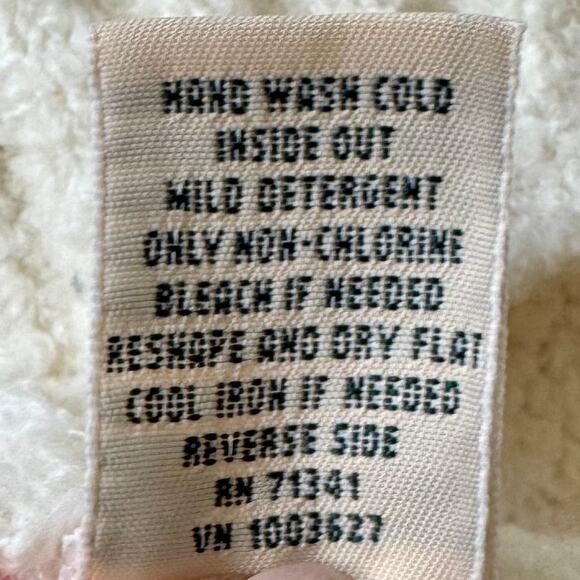 HAND WASH COLD
INSIDE OUT
MILD DETERGENT
ONLY NON-CHLORINE
BLEACH IF NEEDED
RESHAPE AND DRY FLAT
COOL IRON IF NEEDED
REVERSE SIDE
RN 71341
VN 1003627